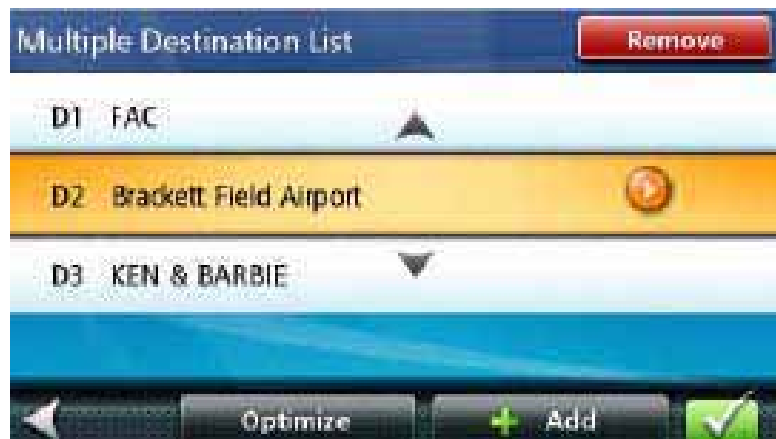 Multiple Destination List Remove
D1 FAC
D2 Brackett Field Airport
D3 KEN & BARBIE
Optimize Add